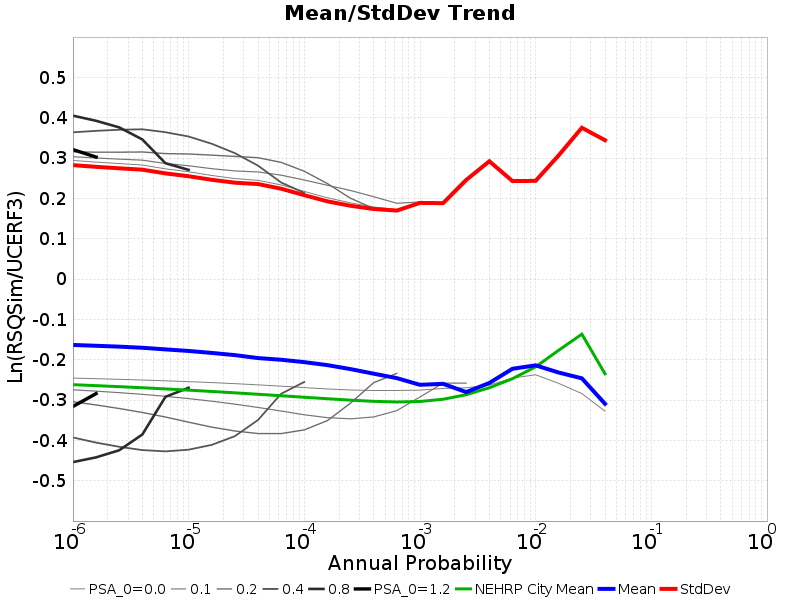 Mean/StdDev Trend
Ln(RSQSim/UCERF3)
0.5
0.4
0.3
0.2
0.1
0
-0.1
-0.2
-0.3
-0.4
-0.5
10^-6 10^-5 10^-4 10^-3 10^-2 10^-1 10^0
Annual Probability
PSA_0=0.0 0.1 0.2 0.4 0.8 PSA_0=1.2 NEHRP City Mean Mean StdDev